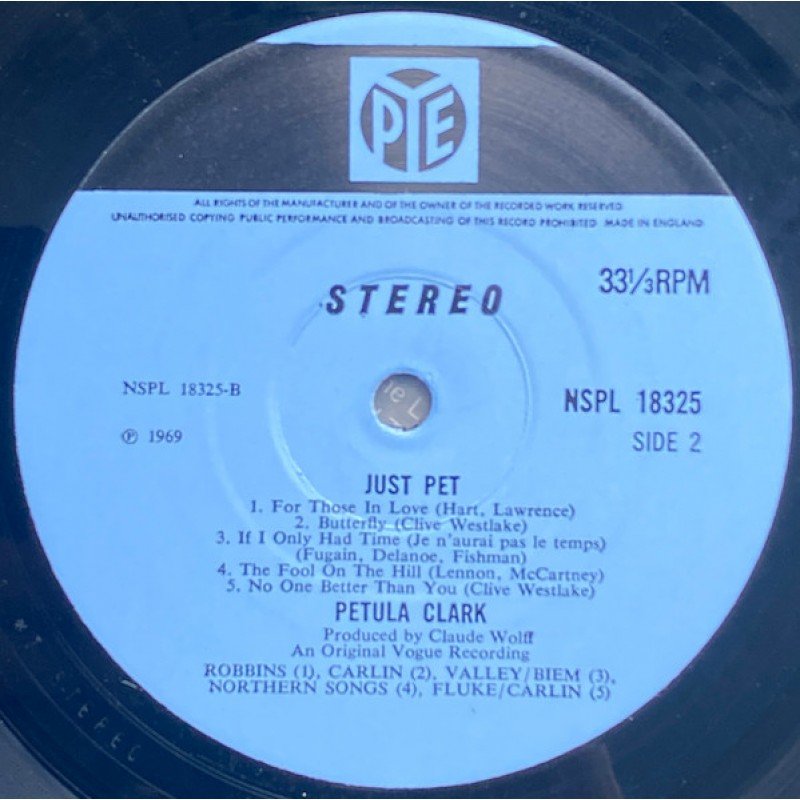 PYE
ALL RIGHTS OF THE MANUFACTURER AND OF THE OWNER OF THE RECORDED WORK RESERVED
UNAUTHORISED COPYING PUBLIC PERFORMANCE AND BROADCASTING OF THIS RECORD PROHIBITED MADE IN ENGLAND
STEREO
33⅓RPM
NSPL 18325-B
℗ 1969
NSPL 18325
SIDE 2
JUST PET
1. For Those In Love (Hart, Lawrence)
2. Butterfly (Clive Westlake)
3. If I Only Had Time (Je n'aurai pas le temps)
(Fugain, Delanoe, Fishman)
4. The Fool On The Hill (Lennon, McCartney)
5. No One Better Than You (Clive Westlake)
PETULA CLARK
Produced by Claude Wolff
An Original Vogue Recording
ROBBINS (1), CARLIN (2), VALLEY/BIEM (3),
NORTHERN SONGS (4), FLUKE/CARLIN (5)